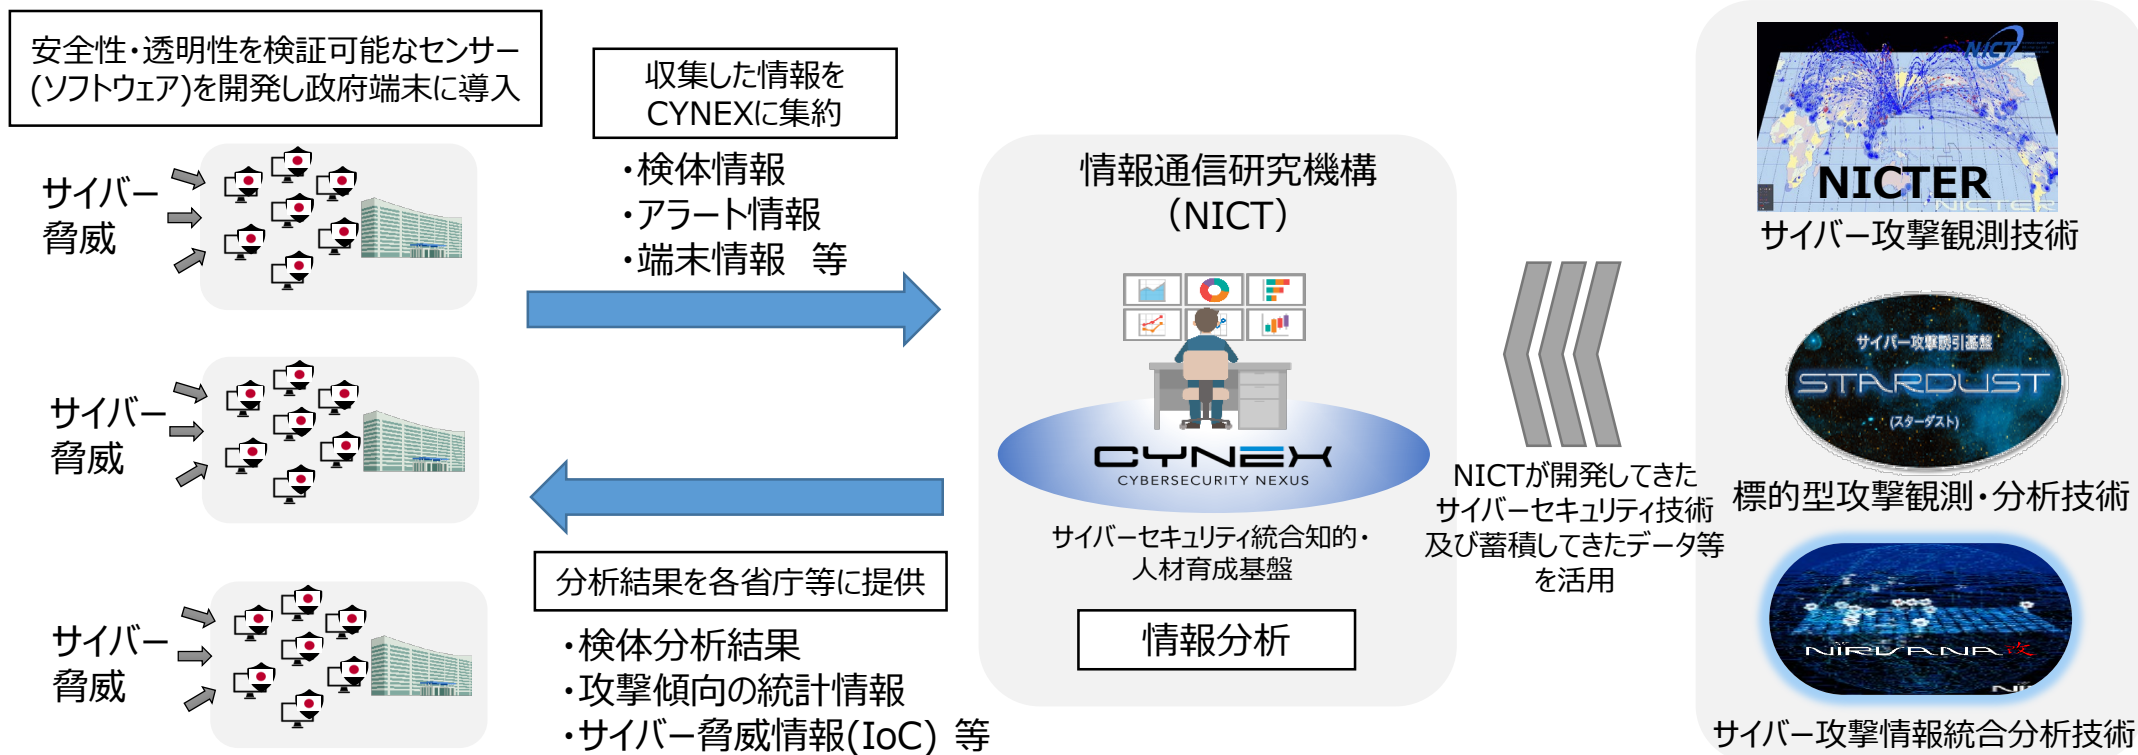 安全性・透明性を検証可能なセンサー
(ソフトウェア)を開発し政府端末に導入
サイバー
脅威
サイバー
脅威
サイバー
脅威
収集した情報を
CYNEXに集約
・検体情報
・アラート情報
・端末情報 等
分析結果を各省庁等に提供
・検体分析結果
・攻撃傾向の統計情報
・サイバー脅威情報(IoC) 等
情報通信研究機構
（NICT）
CYNEX
CYBERSECURITY NEXUS
サイバーセキュリティ統合知的・
人材育成基盤
情報分析
NICTが開発してきた
サイバーセキュリティ技術
及び蓄積してきたデータ等
を活用
NICT
NICTER
NICTER
サイバー攻撃観測技術
サイバー攻撃誘引基盤
STARDUST
(スターダスト)
標的型攻撃観測・分析技術
NIRVANA改
サイバー攻撃情報統合分析技術